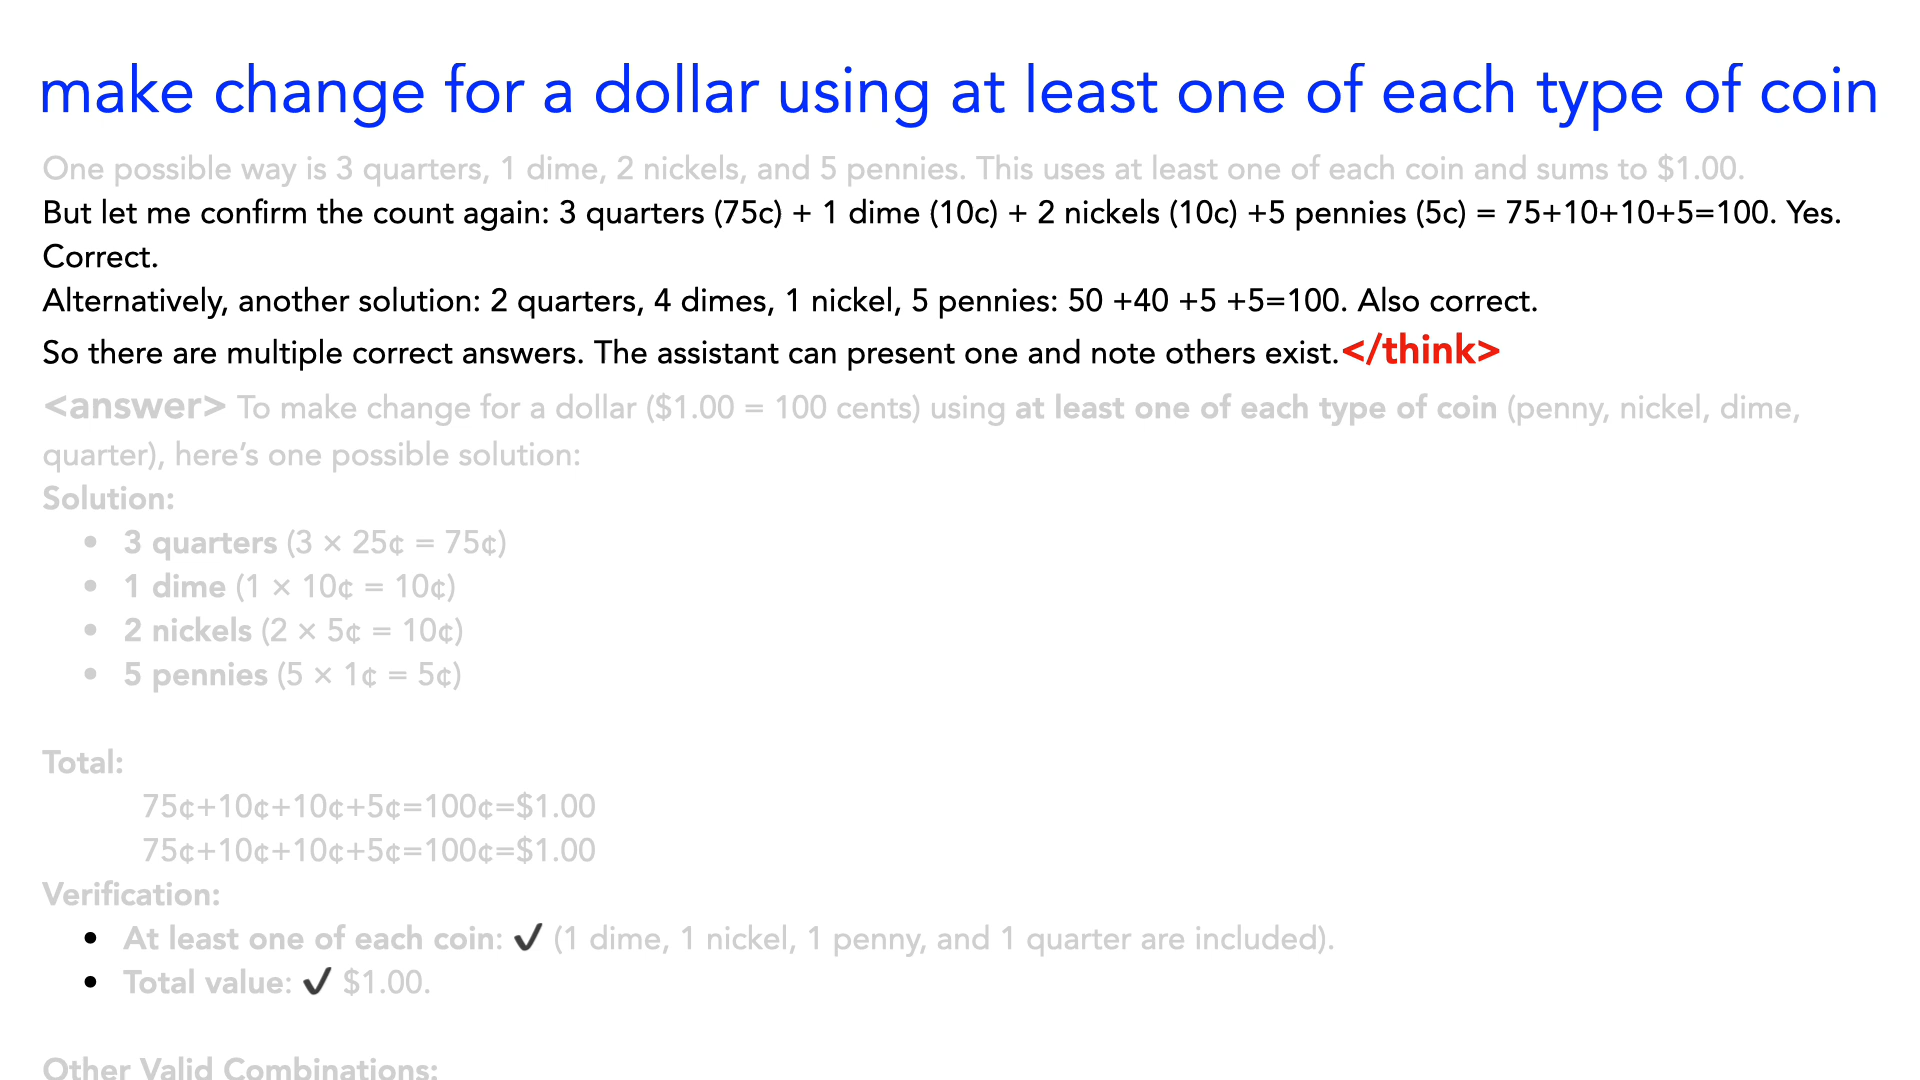 make change for a dollar using at least one of each type of coin
One possible way is 3 quarters, 1 dime, 2 nickels, and 5 pennies. This uses at least one of each coin and sums to $1.00.
But let me confirm the count again: 3 quarters (75c) + 1 dime (10c) + 2 nickels (10c) +5 pennies (5c) = 75+10+10+5=100. Yes.
Correct.
Alternatively, another solution: 2 quarters, 4 dimes, 1 nickel, 5 pennies: 50 +40 +5 +5=100. Also correct.
So there are multiple correct answers. The assistant can present one and note others exist.</think>
<answer> To make change for a dollar ($1.00 = 100 cents) using at least one of each type of coin (penny, nickel, dime,
quarter), here’s one possible solution:
Solution:
• 3 quarters (3 × 25¢ = 75¢)
• 1 dime (1 × 10¢ = 10¢)
• 2 nickels (2 × 5¢ = 10¢)
• 5 pennies (5 × 1¢ = 5¢)
Total:
75¢+10¢+10¢+5¢=100¢=$1.00
75¢+10¢+10¢+5¢=100¢=$1.00
Verification:
• At least one of each coin: ✔ (1 dime, 1 nickel, 1 penny, and 1 quarter are included).
• Total value: ✔ $1.00.
Other Valid Combinations: